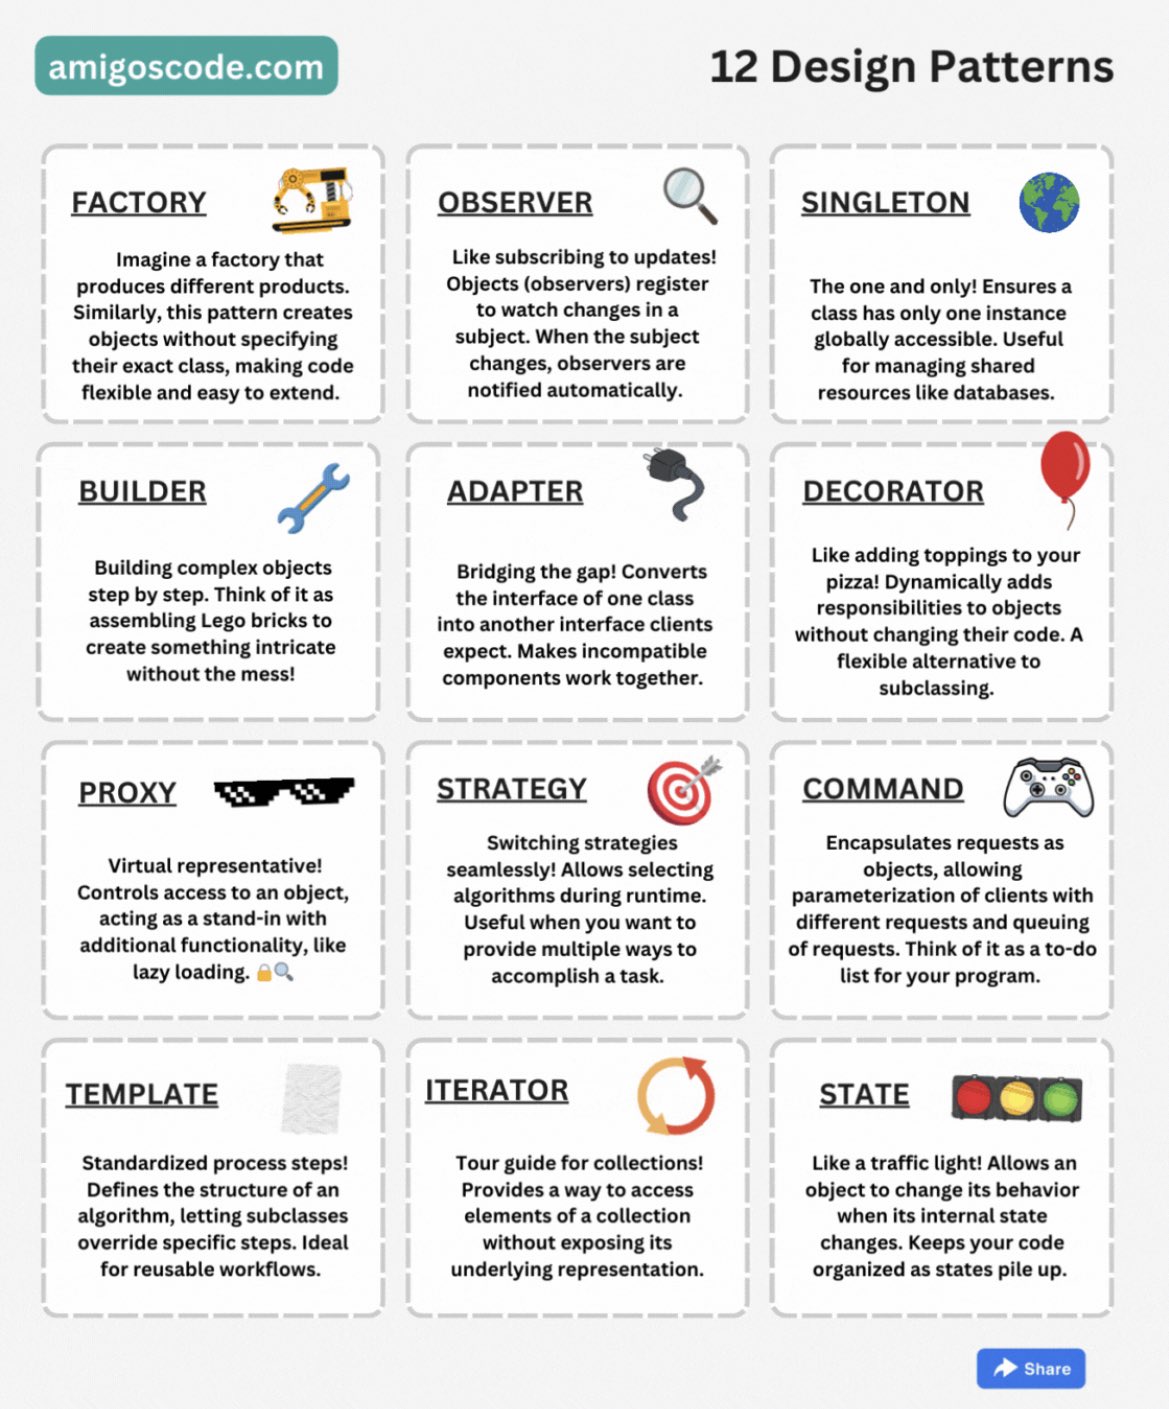 amigoscode.com
12 Design Patterns
FACTORY
Imagine a factory that
produces different products.
Similarly, this pattern creates
objects without specifying
their exact class, making code
flexible and easy to extend.
OBSERVER
Like subscribing to updates!
Objects (observers) register
to watch changes in a
subject. When the subject
changes, observers are
notified automatically.
SINGLETON
The one and only! Ensures a
class has only one instance
globally accessible. Useful
for managing shared
resources like databases.
BUILDER
Building complex objects
step by step. Think of it as
assembling Lego bricks to
create something intricate
without the mess!
ADAPTER
Bridging the gap! Converts
the interface of one class
into another interface clients
expect. Makes incompatible
components work together.
DECORATOR
Like adding toppings to your
pizza! Dynamically adds
responsibilities to objects
without changing their code. A
flexible alternative to
subclassing.
PROXY
Virtual representative!
Controls access to an object,
acting as a stand-in with
additional functionality, like
lazy loading. 🔒🔍
STRATEGY
Switching strategies
seamlessly! Allows selecting
algorithms during runtime.
Useful when you want to
provide multiple ways to
accomplish a task.
COMMAND
Encapsulates requests as
objects, allowing
parameterization of clients with
different requests and queuing
of requests. Think of it as a to-do
list for your program.
TEMPLATE
Standardized process steps!
Defines the structure of an
algorithm, letting subclasses
override specific steps. Ideal
for reusable workflows.
ITERATOR
Tour guide for collections!
Provides a way to access
elements of a collection
without exposing its
underlying representation.
STATE
Like a traffic light! Allows an
object to change its behavior
when its internal state
changes. Keeps your code
organized as states pile up.
Share